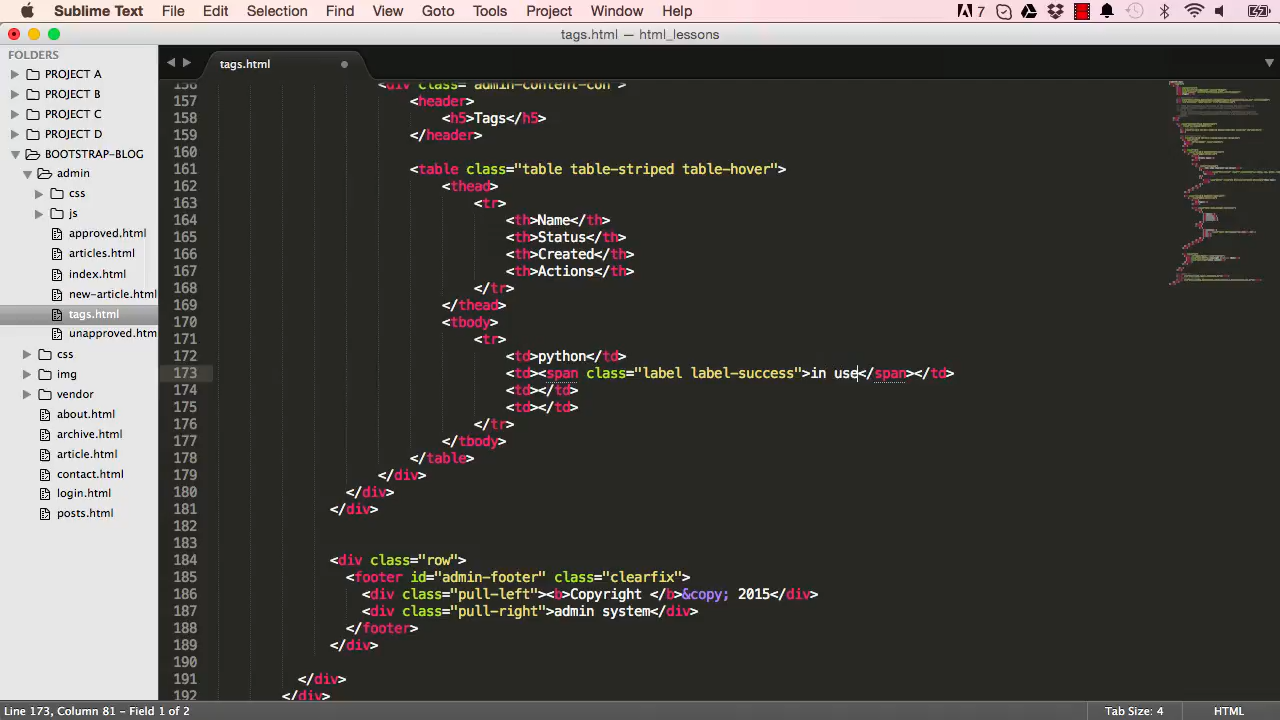 Sublime Text File Edit Selection Find View Goto Tools Project Window Help 7
tags.html — html_lessons
FOLDERS
PROJECT A
PROJECT B
PROJECT C
PROJECT D
BOOTSTRAP-BLOG
admin
css
js
approved.html
articles.html
index.html
new-article.html
tags.html
unapproved.htm
css
img
vendor
about.html
archive.html
article.html
contact.html
login.html
posts.html
tags.html
156 <div class="admin-content-con">
157 <header>
158 <h5>Tags</h5>
159 </header>
160
161 <table class="table table-striped table-hover">
162 <thead>
163 <tr>
164 <th>Name</th>
165 <th>Status</th>
166 <th>Created</th>
167 <th>Actions</th>
168 </tr>
169 </thead>
170 <tbody>
171 <tr>
172 <td>python</td>
173 <td><span class="label label-success">in use</span></td>
174 <td></td>
175 <td></td>
176 </tr>
177 </tbody>
178 </table>
179 </div>
180 </div>
181 </div>
182
183
184 <div class="row">
185 <footer id="admin-footer" class="clearfix">
186 <div class="pull-left"><b>Copyright </b>&copy; 2015</div>
187 <div class="pull-right">admin system</div>
188 </footer>
189 </div>
190
191 </div>
192 </div>
Line 173, Column 81 - Field 1 of 2 Tab Size: 4 HTML